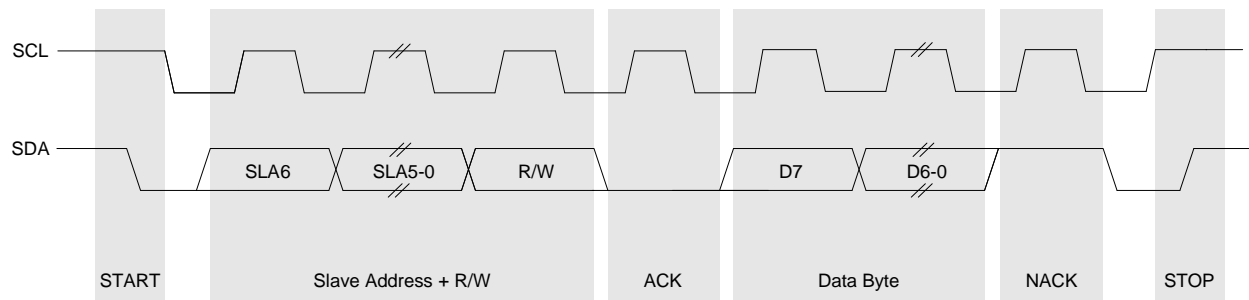 SCL
SDA
SLA6 SLA5-0 R/W D7 D6-0
START Slave Address + R/W ACK Data Byte NACK STOP